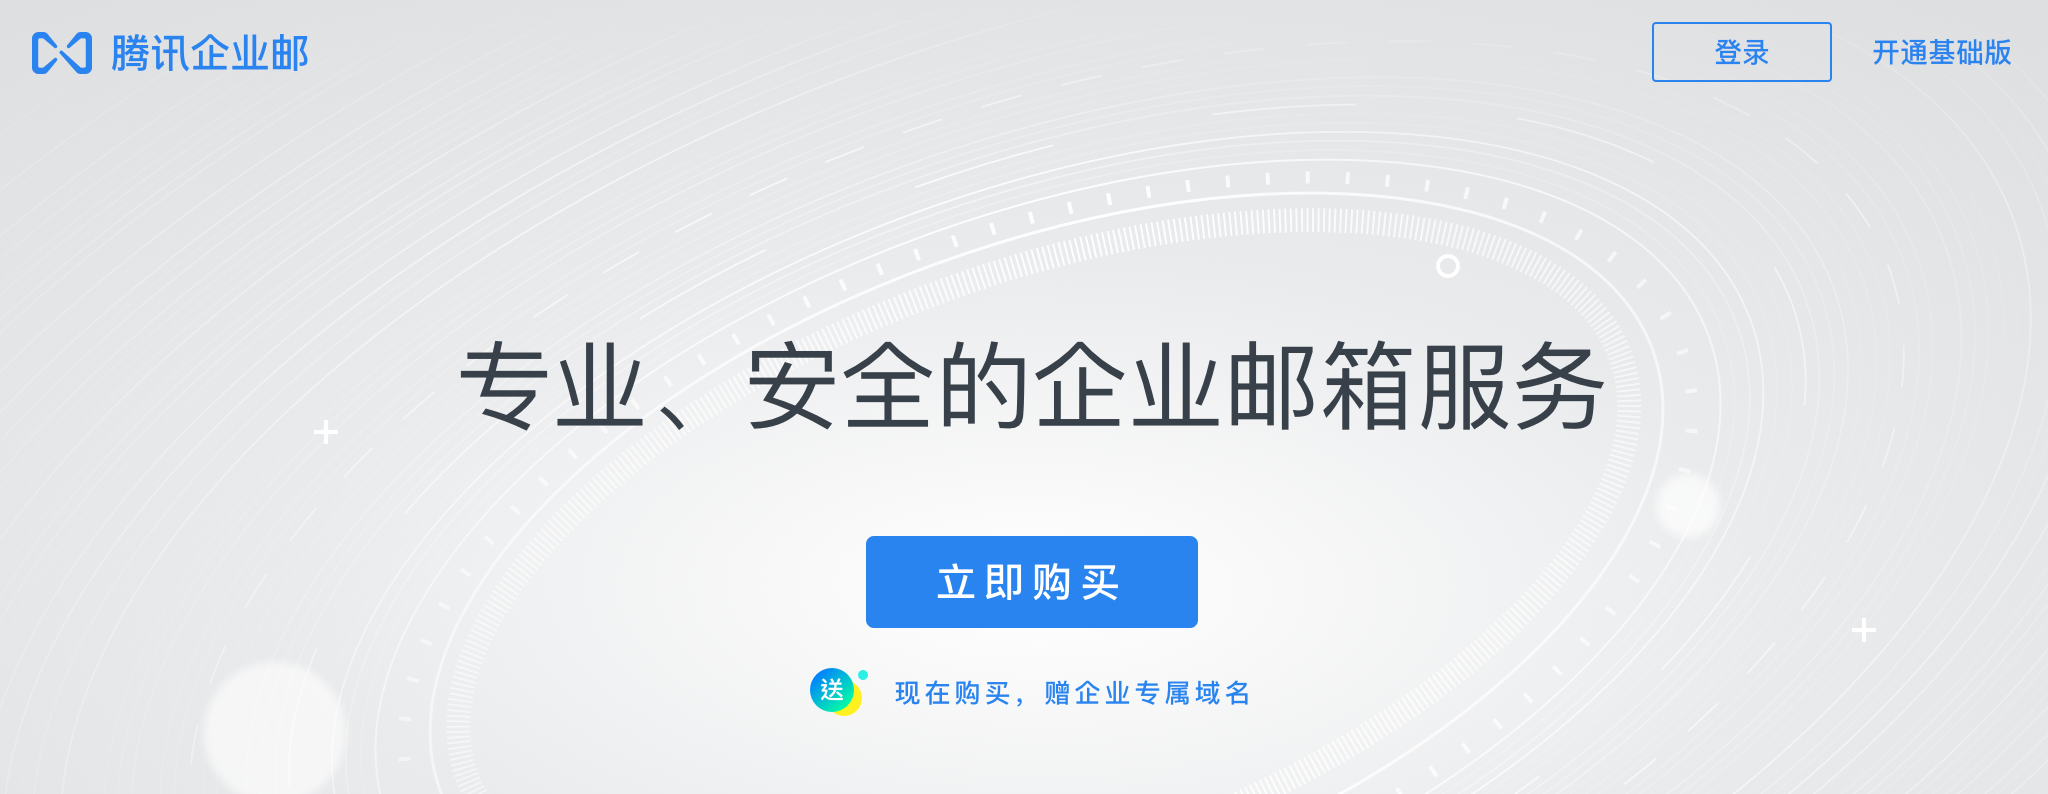 腾讯企业邮
登录
开通基础版
专业、安全的企业邮箱服务
立即购买
送
现在购买，赠企业专属域名